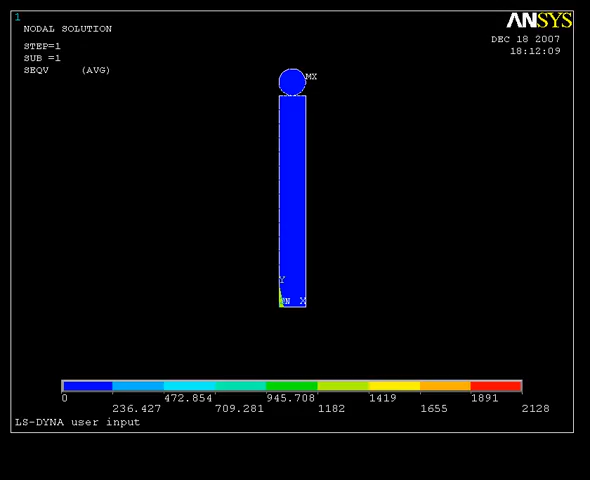 1
ANSYS
NODAL SOLUTION
DEC 18 2007
18:12:09
STEP=1
SUB =1
SEQV (AVG)
MX
Y
X
0 472.854 945.708 1419 1891
236.427 709.281 1182 1655 2128
LS-DYNA user input